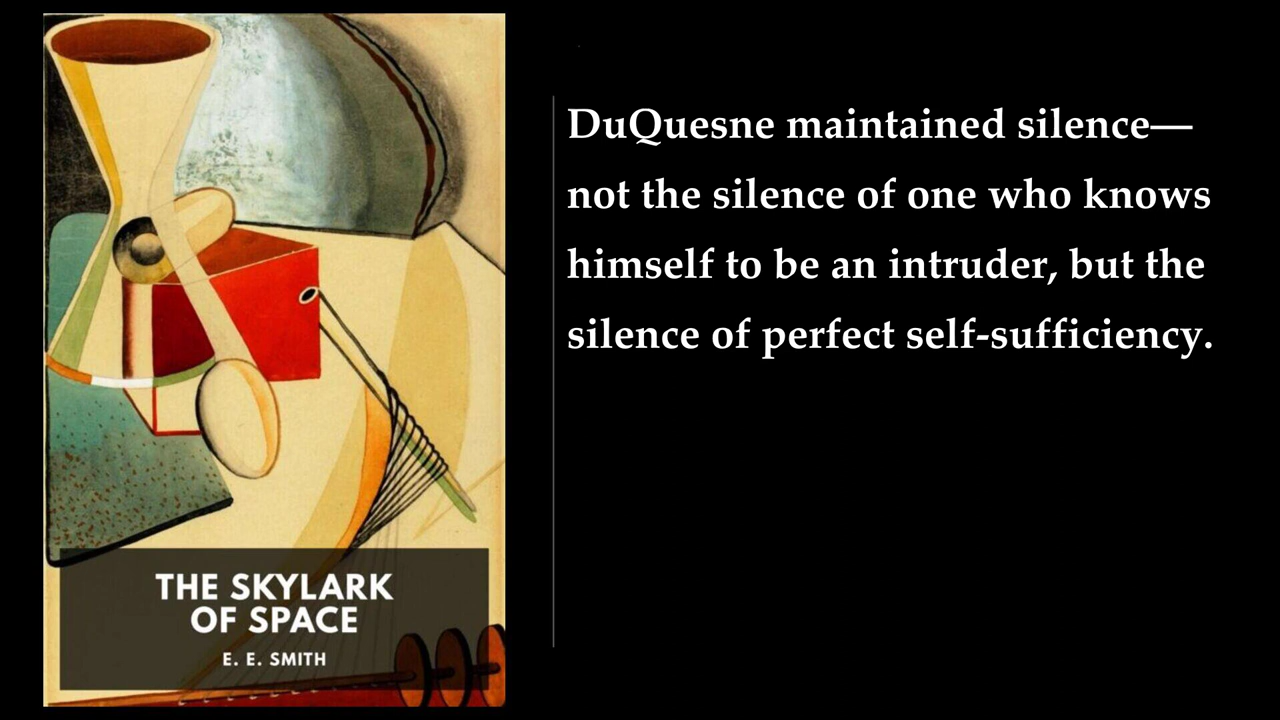 THE SKYLARK
OF SPACE
E. E. SMITH
DuQuesne maintained silence—
not the silence of one who knows
himself to be an intruder, but the
silence of perfect self-sufficiency.